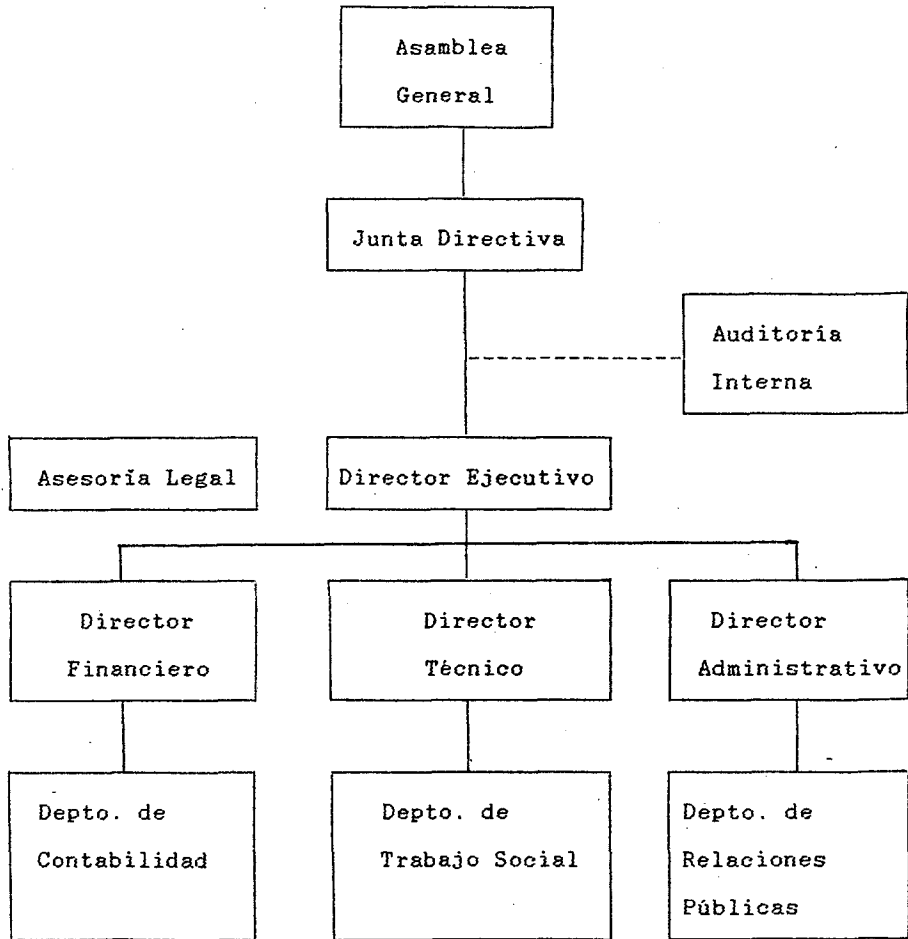 Asamblea
General
Junta Directiva
Auditoría
Interna
Asesoría Legal
Director Ejecutivo
Director
Financiero
Director
Técnico
Director
Administrativo
Depto. de
Contabilidad
Depto. de
Trabajo Social
Depto. de
Relaciones
Públicas